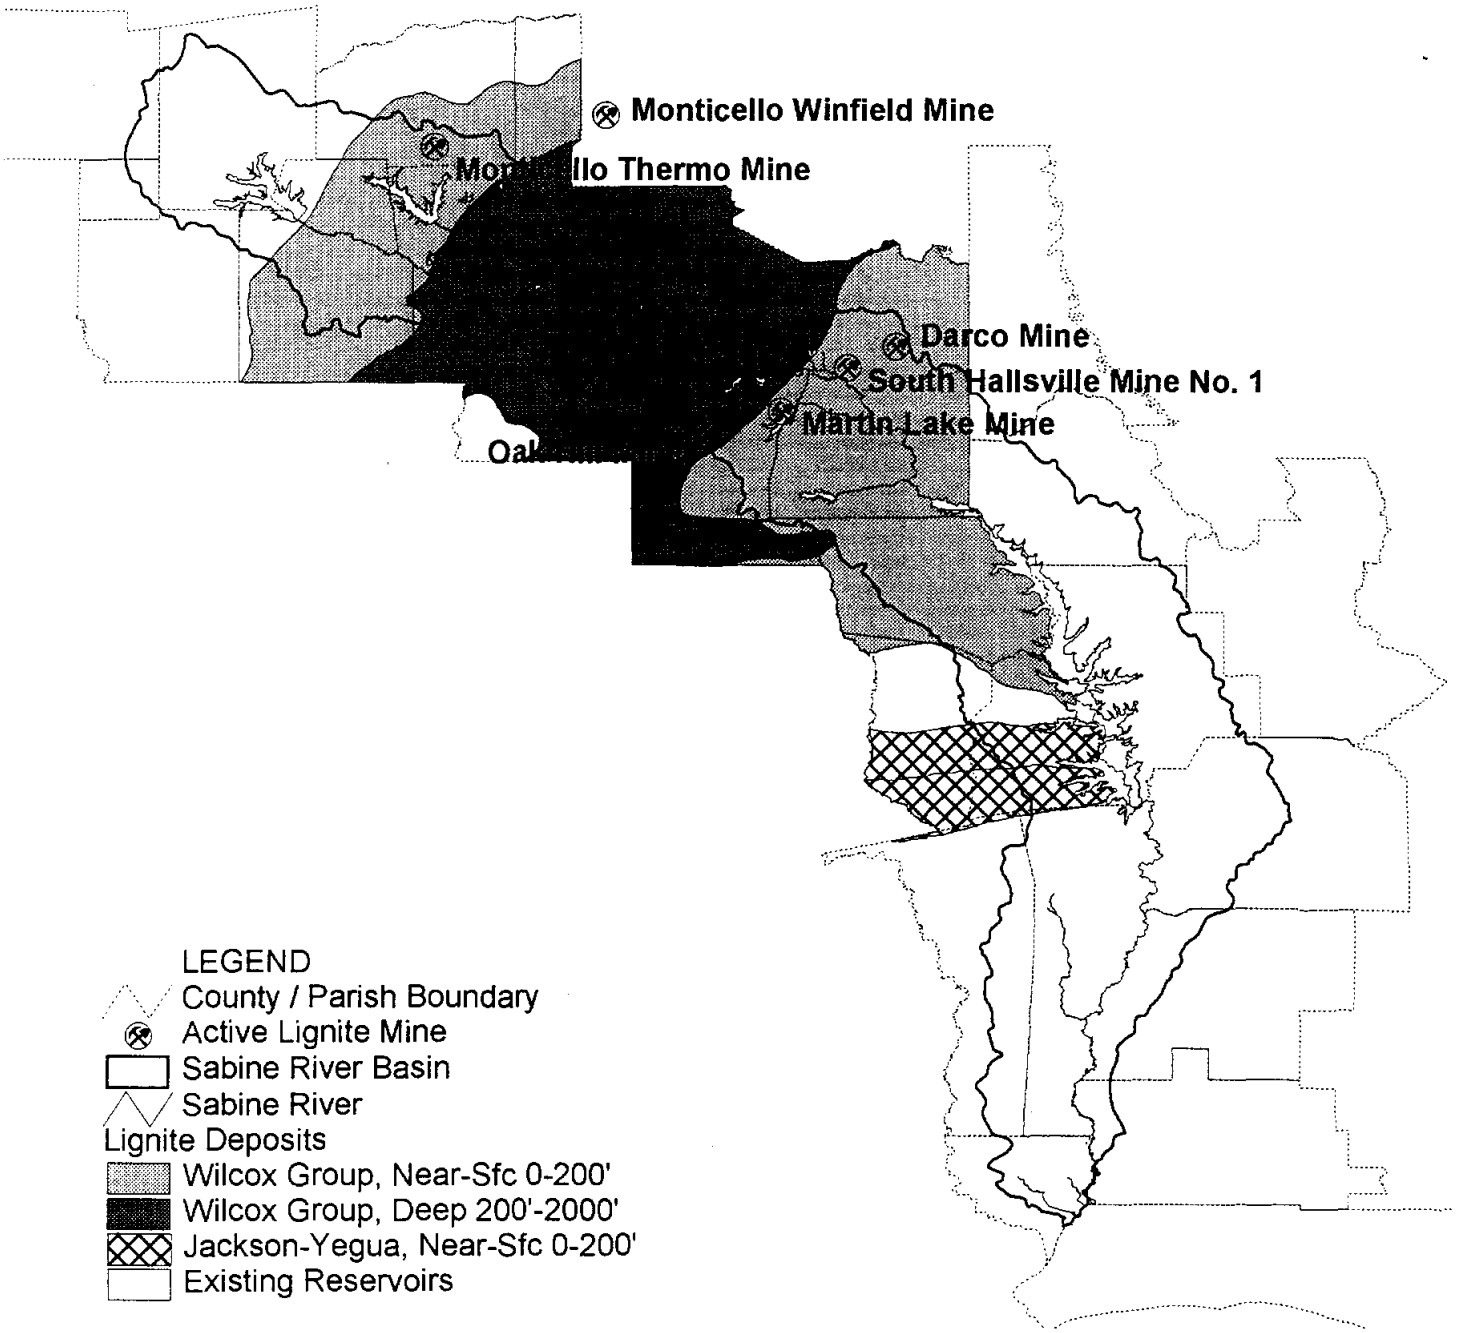 Monticello Winfield Mine
Monticello Thermo Mine
Darco Mine
South Hallsville Mine No. 1
Martin Lake Mine
Oak
LEGEND
County / Parish Boundary
Active Lignite Mine
Sabine River Basin
Sabine River
Lignite Deposits
Wilcox Group, Near-Sfc 0-200'
Wilcox Group, Deep 200'-2000'
Jackson-Yegua, Near-Sfc 0-200'
Existing Reservoirs